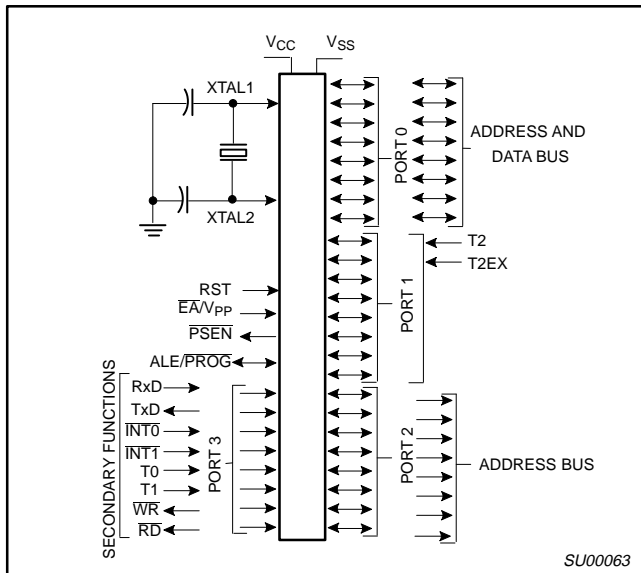 VCC VSS
XTAL1
XTAL2
PORT 0
ADDRESS AND
DATA BUS
T2
T2EX
PORT 1
RST
EA/VPP
PSEN
ALE/PROG
SECONDARY FUNCTIONS
RxD
TxD
INT0
INT1
T0
T1
WR
RD
PORT 3
PORT 2
ADDRESS BUS
SU00063